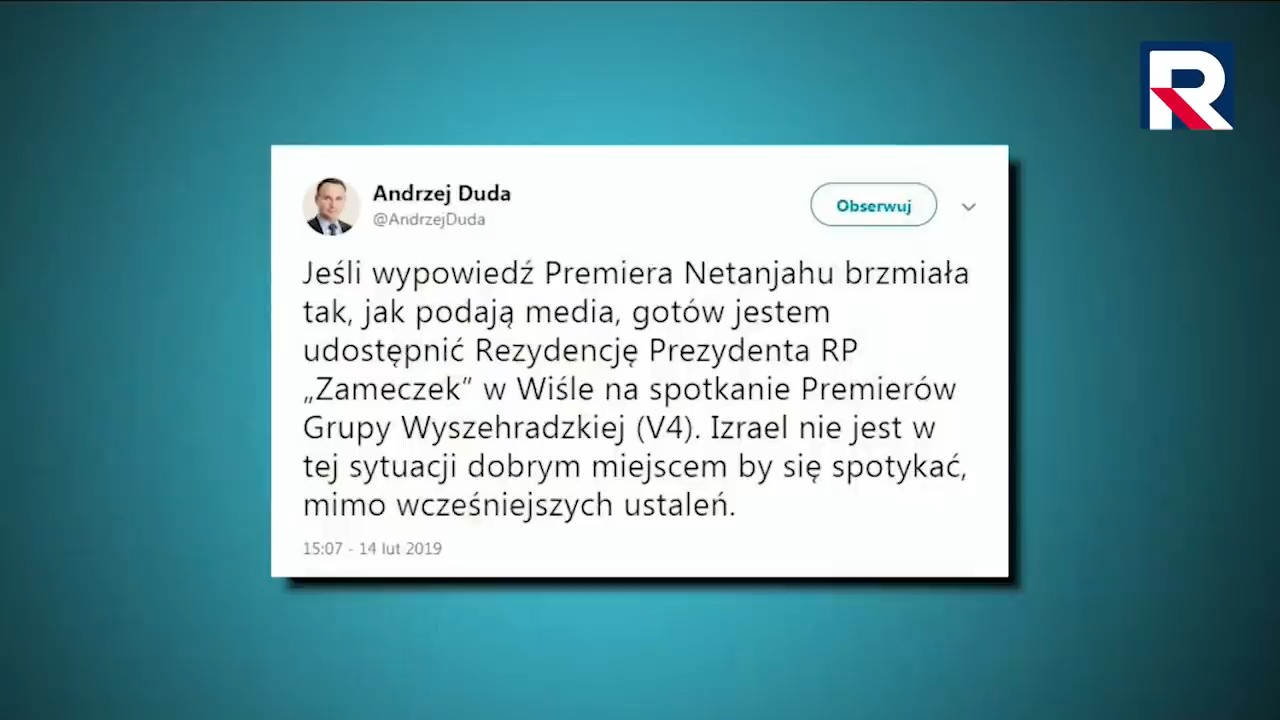 R
Andrzej Duda
@AndrzejDuda
Obserwuj
Jeśli wypowiedź Premiera Netanjahu brzmiała
tak, jak podają media, gotów jestem
udostępnić Rezydencję Prezydenta RP
„Zameczek” w Wiśle na spotkanie Premierów
Grupy Wyszehradzkiej (V4). Izrael nie jest w
tej sytuacji dobrym miejscem by się spotykać,
mimo wcześniejszych ustaleń.
15:07 - 14 lut 2019